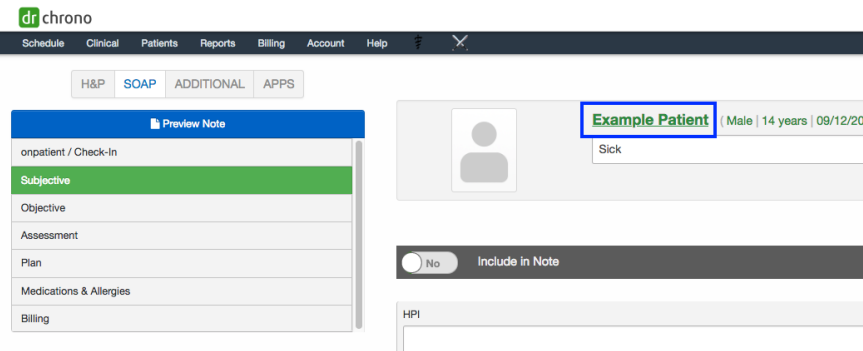 dr chrono
Schedule Clinical Patients Reports Billing Account Help
H&P SOAP ADDITIONAL APPS
Preview Note
onpatient / Check-In
Subjective
Objective
Assessment
Plan
Medications & Allergies
Billing
Example Patient ( Male | 14 years | 09/12/20
Sick
No Include in Note
HPI